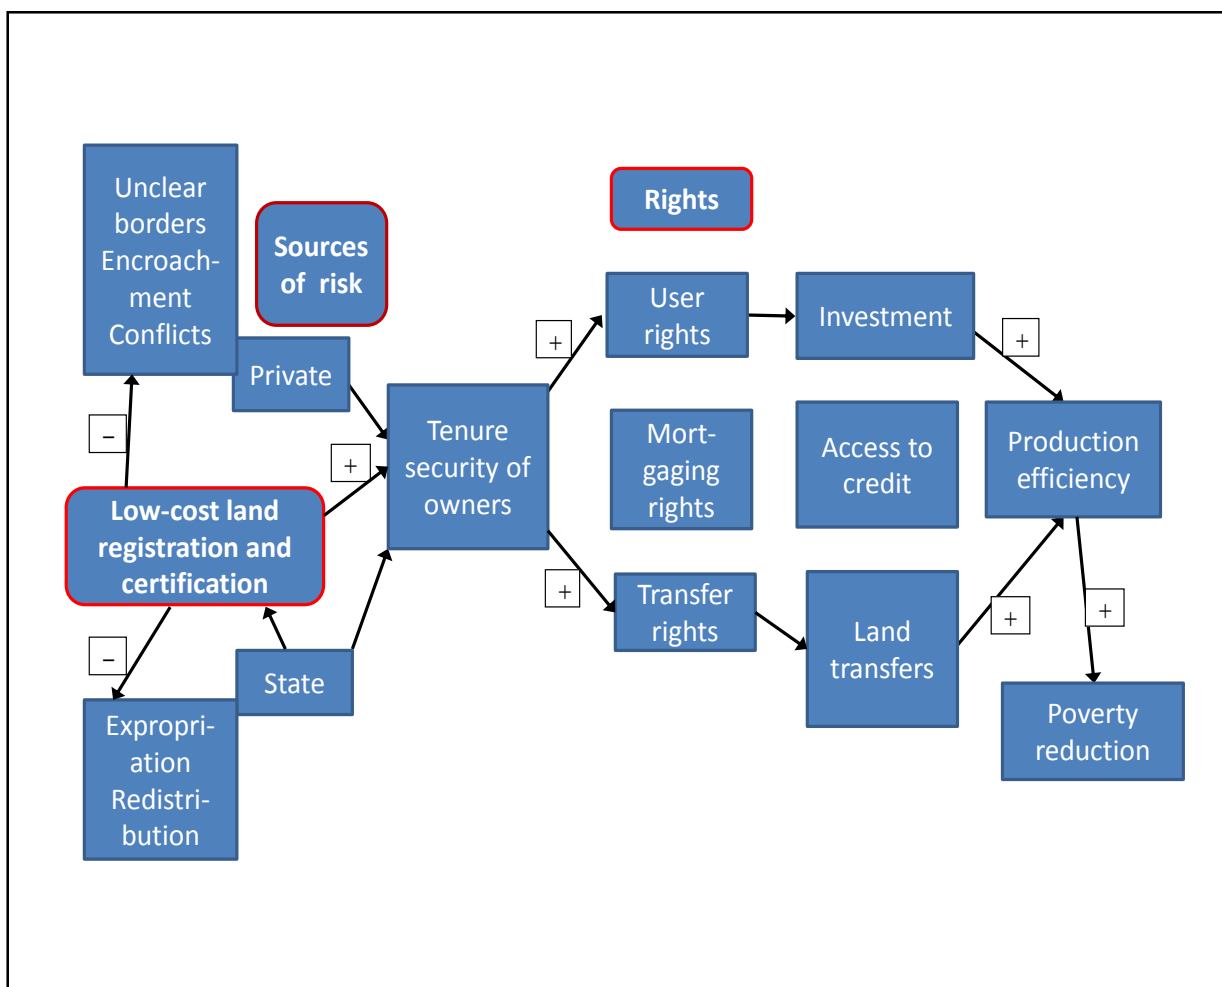 Unclear
borders
Encroach-
ment
Conflicts
Sources
of risk
Private
Rights
User
rights
Investment
+
+
−
+
Tenure
security of
owners
Mort-
gaging
rights
Access to
credit
Production
efficiency
Low-cost land
registration and
certification
+
Transfer
rights
Land
transfers
+
+
−
State
Expropri-
ation
Redistri-
bution
Poverty
reduction